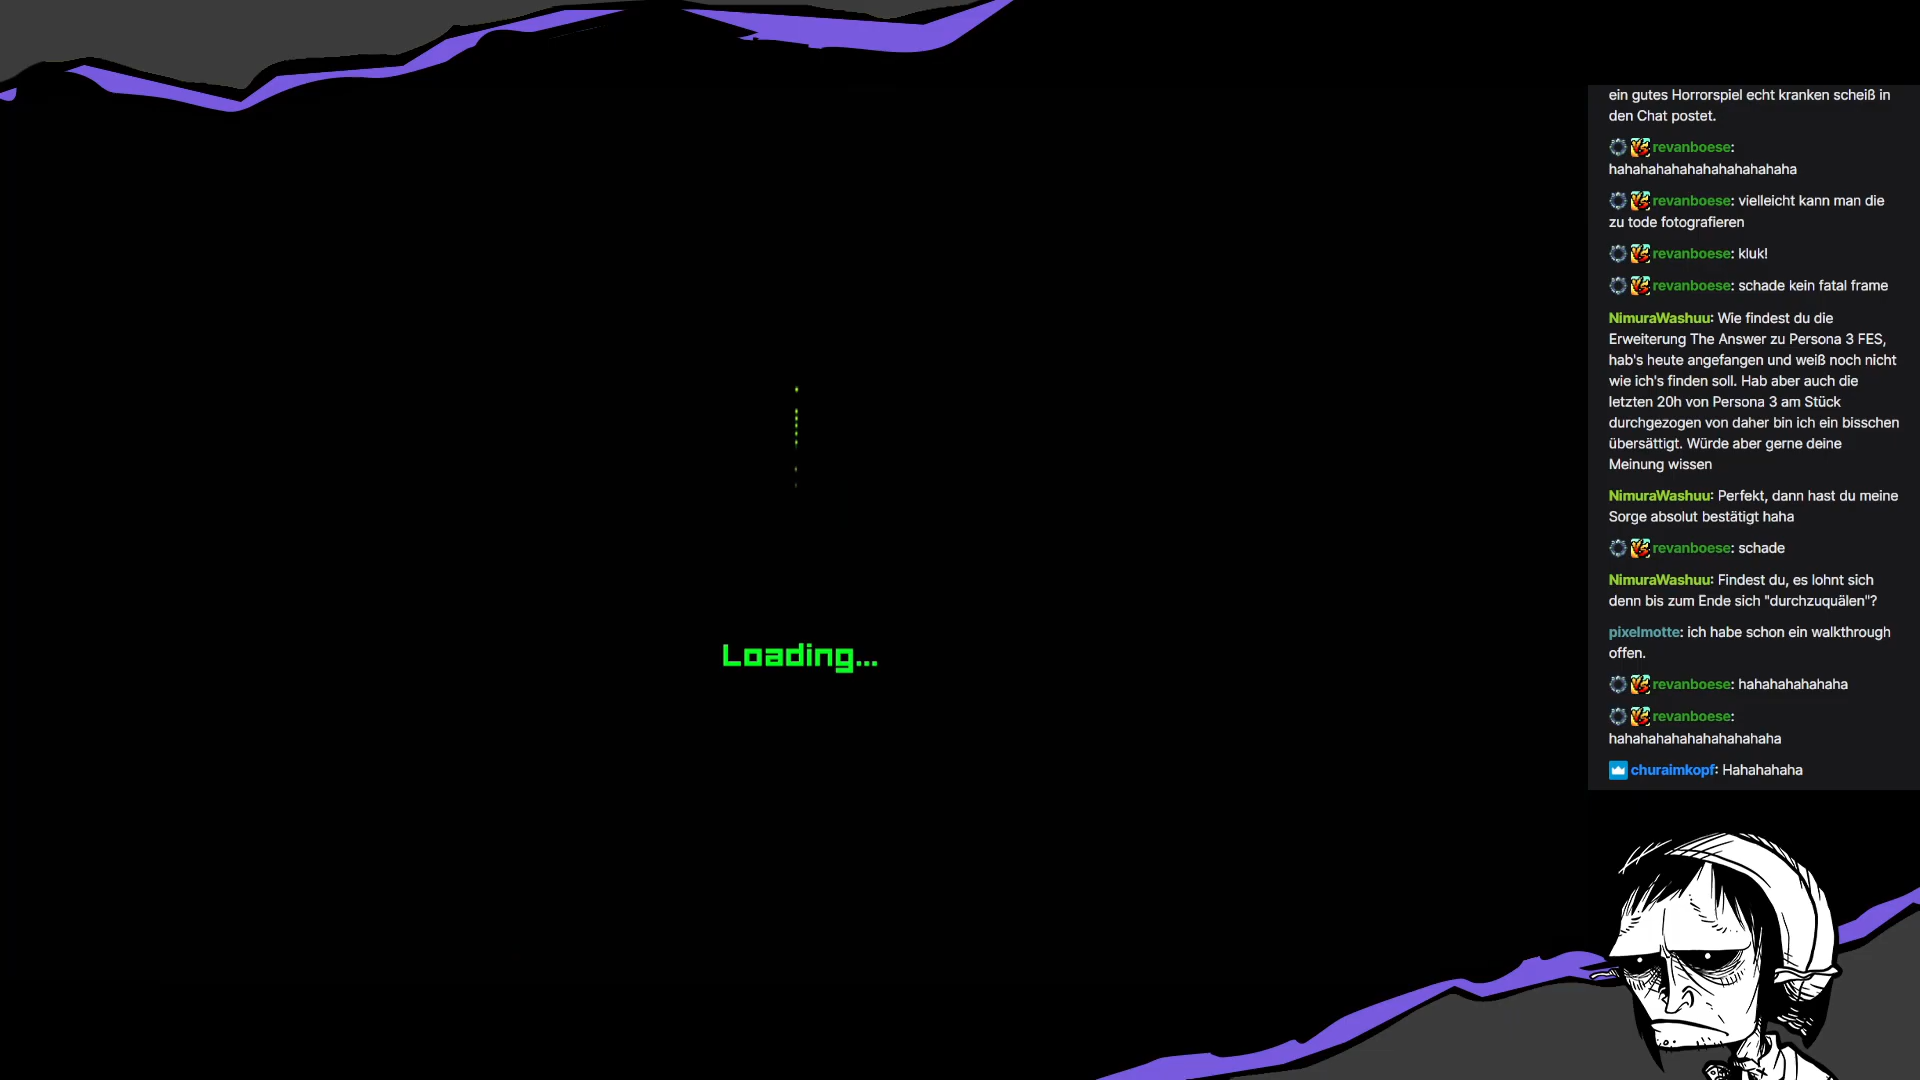 ein gutes Horrorspiel echt kranken scheiß in
den Chat postet.
revanboese:
hahahahahahahahahahaha
revanboese: vielleicht kann man die
zu tode fotografieren
revanboese: kluk!
revanboese: schade kein fatal frame
NimuraWashuu: Wie findest du die
Erweiterung The Answer zu Persona 3 FES,
hab's heute angefangen und weiß noch nicht
wie ich's finden soll. Hab aber auch die
letzten 20h von Persona 3 am Stück
durchgezogen von daher bin ich ein bisschen
übersättigt. Würde aber gerne deine
Meinung wissen
NimuraWashuu: Perfekt, dann hast du meine
Sorge absolut bestätigt haha
revanboese: schade
NimuraWashuu: Findest du, es lohnt sich
denn bis zum Ende sich "durchzuquälen"?
pixelmotte: ich habe schon ein walkthrough
offen.
revanboese: hahahahahahaha
revanboese:
hahahahahahahahahahaha
churaimkopf: Hahahahaha
Loading...